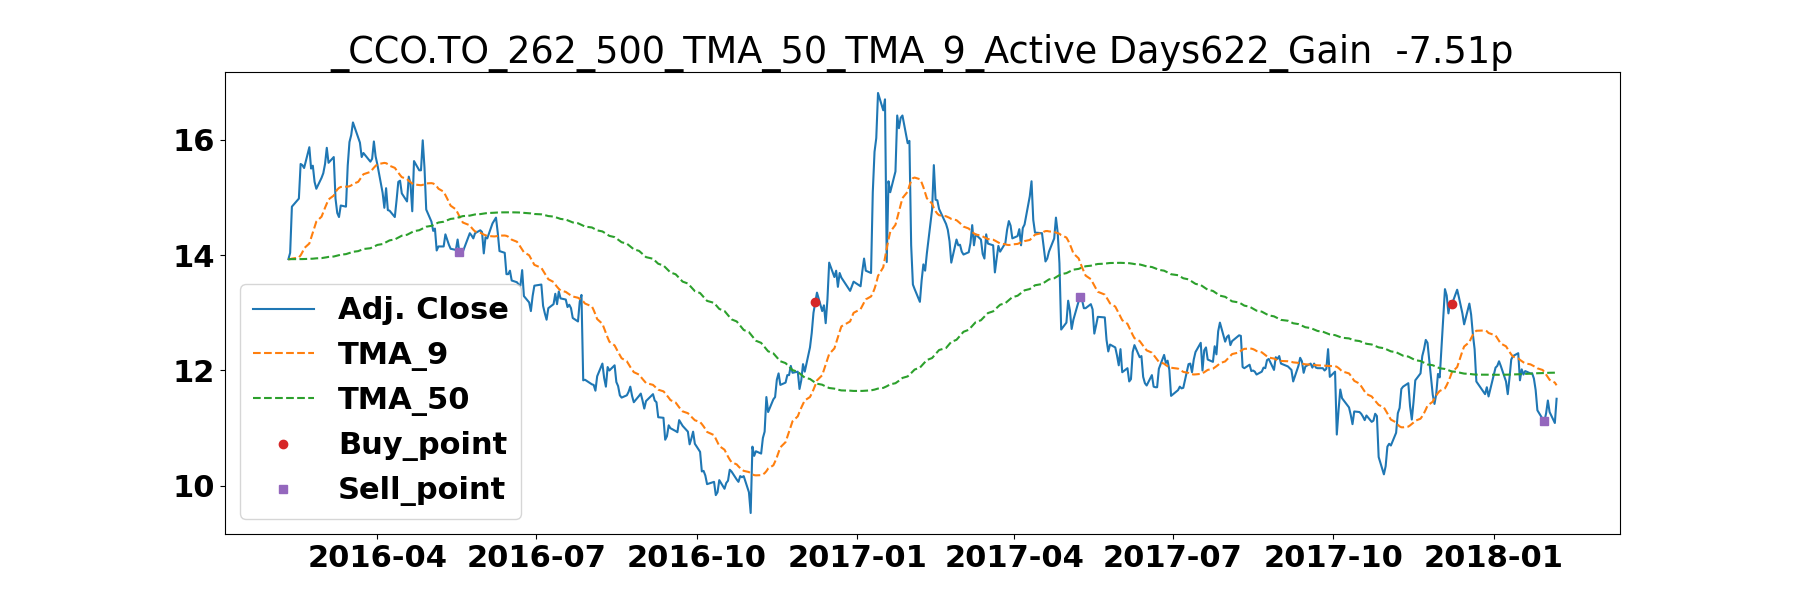 _CCO.TO_262_500_TMA_50_TMA_9_Active Days622_Gain  -7.51p
16
14
12
10
Adj. Close
TMA_9
TMA_50
Buy_point
Sell_point
2016-04 2016-07 2016-10 2017-01 2017-04 2017-07 2017-10 2018-01